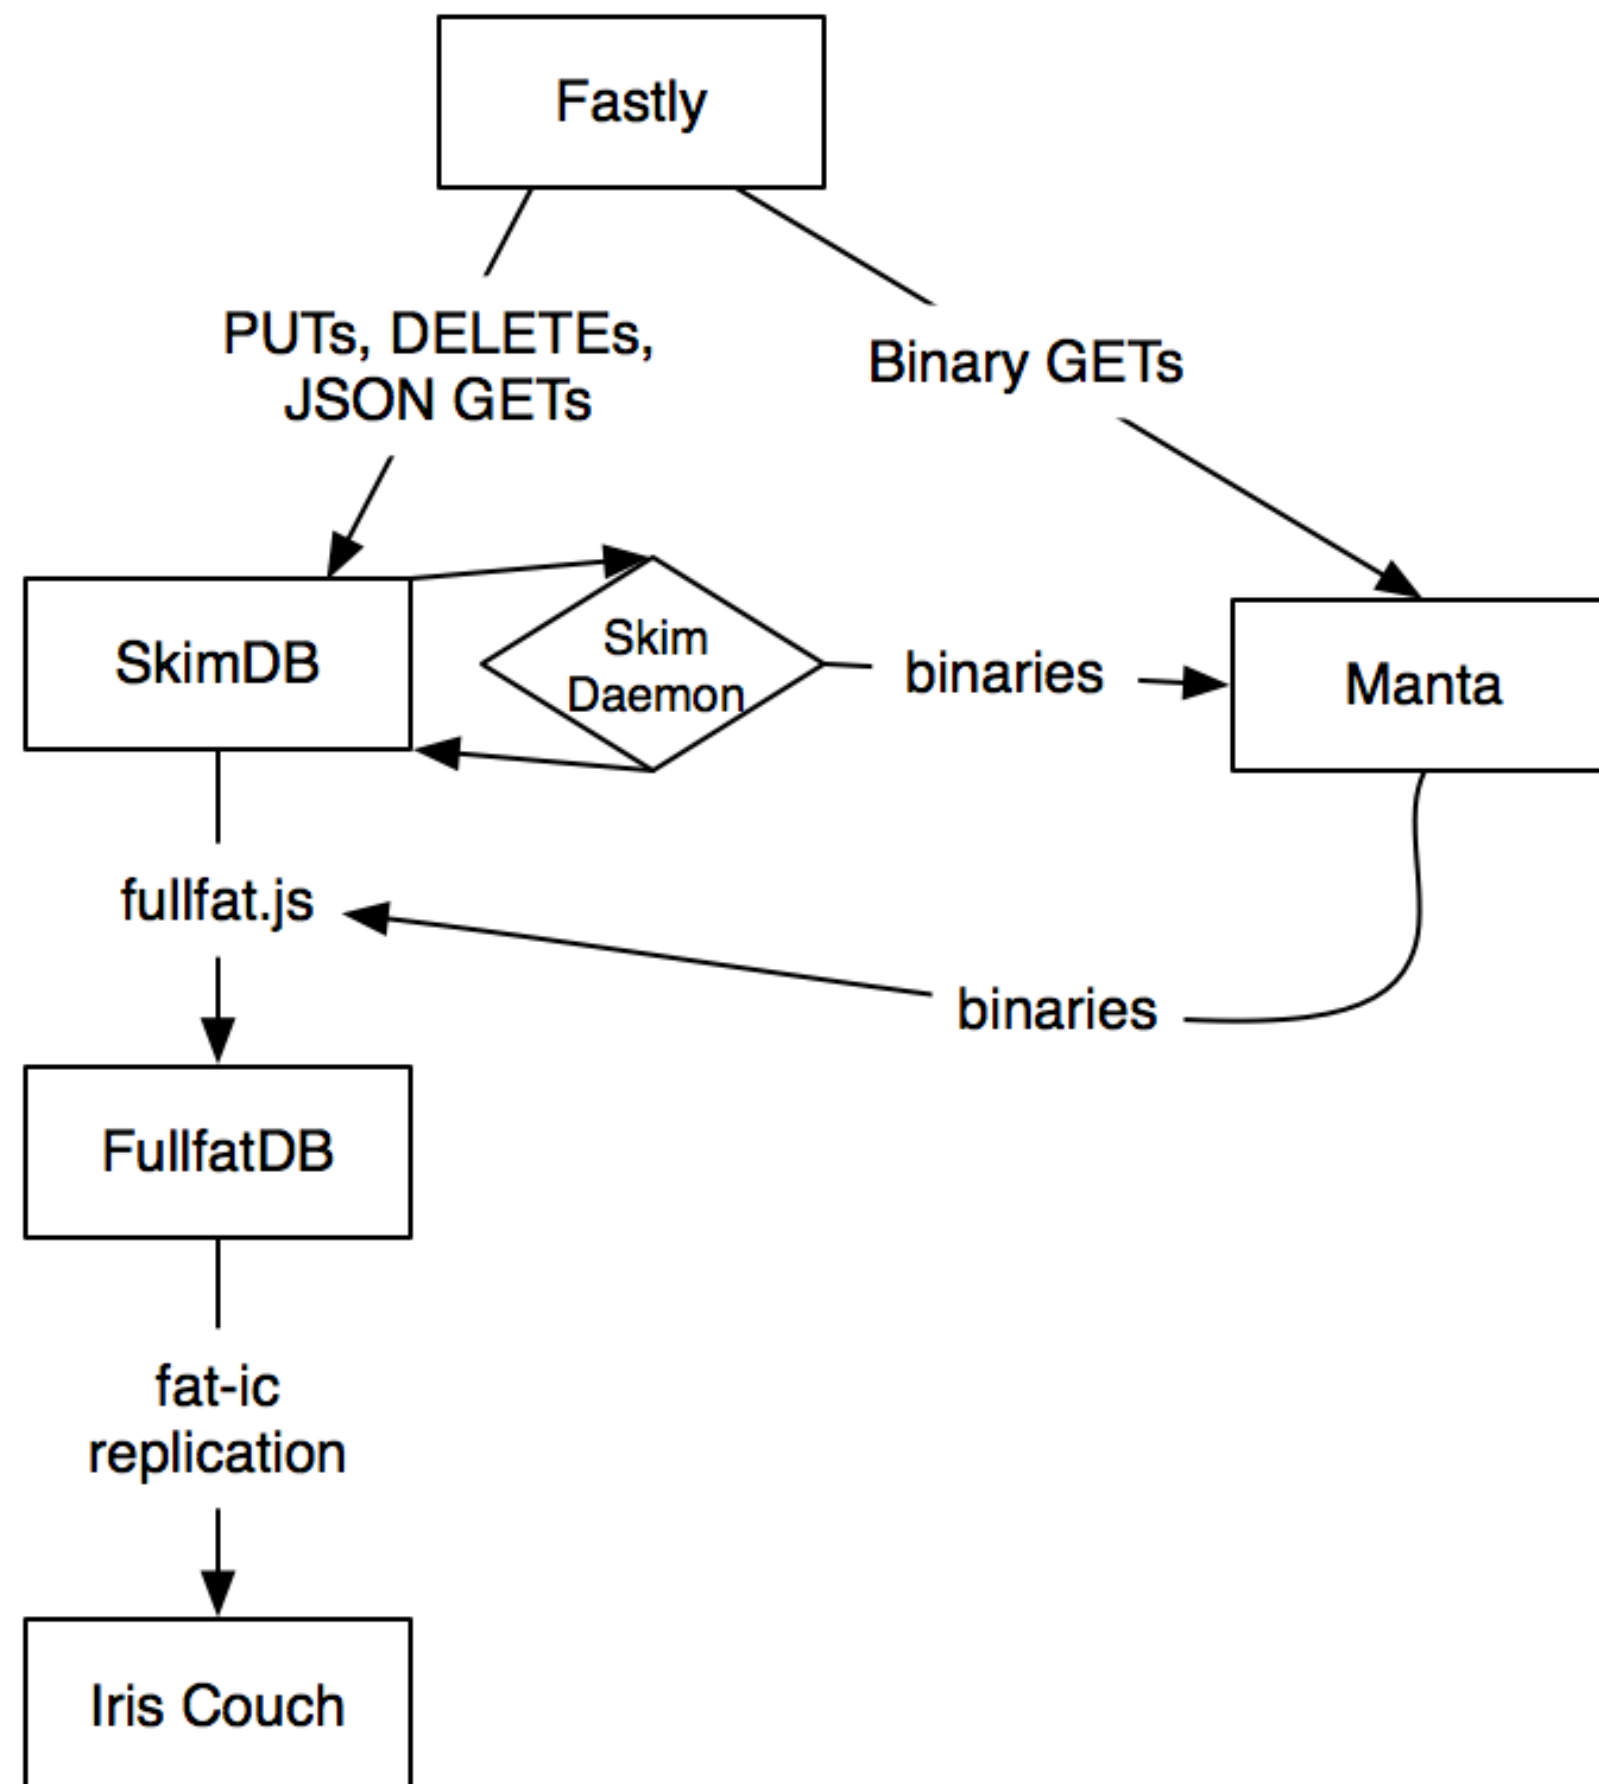 Fastly
PUTs, DELETEs,
JSON GETs
Binary GETs
SkimDB
Skim
Daemon
binaries
Manta
fullfat.js
binaries
FullfatDB
fat-ic
replication
Iris Couch